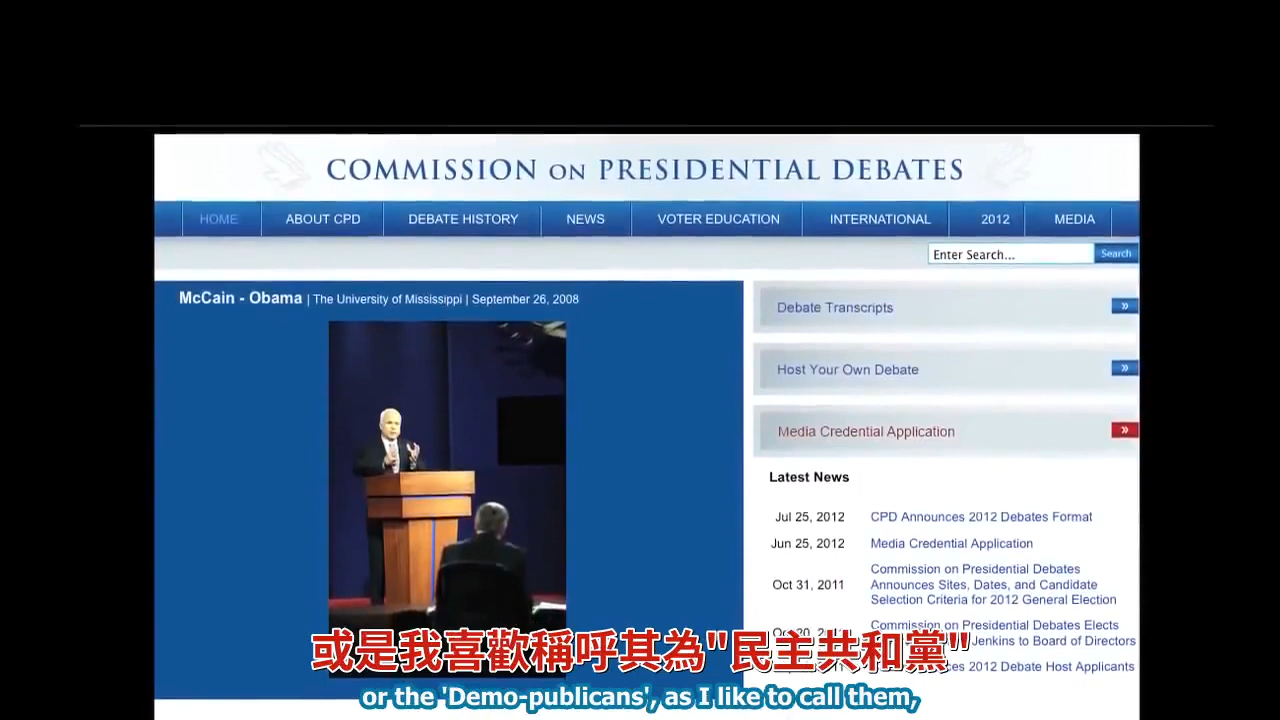 COMMISSION ON PRESIDENTIAL DEBATES
HOME ABOUT CPD DEBATE HISTORY NEWS VOTER EDUCATION INTERNATIONAL 2012 MEDIA
Enter Search... Search
McCain - Obama | The University of Mississippi | September 26, 2008
Debate Transcripts »
Host Your Own Debate »
Media Credential Application »
Latest News
Jul 25, 2012 CPD Announces 2012 Debates Format
Jun 25, 2012 Media Credential Application
Commission on Presidential Debates
Oct 31, 2011 Announces Sites, Dates, and Candidate
Selection Criteria for 2012 General Election
Commission on Presidential Debates Elects
Jenkins to Board of Directors
2012 Debate Host Applicants
或是我喜歡稱呼其為"民主共和黨"
or the 'Demo-publicans', as I like to call them,